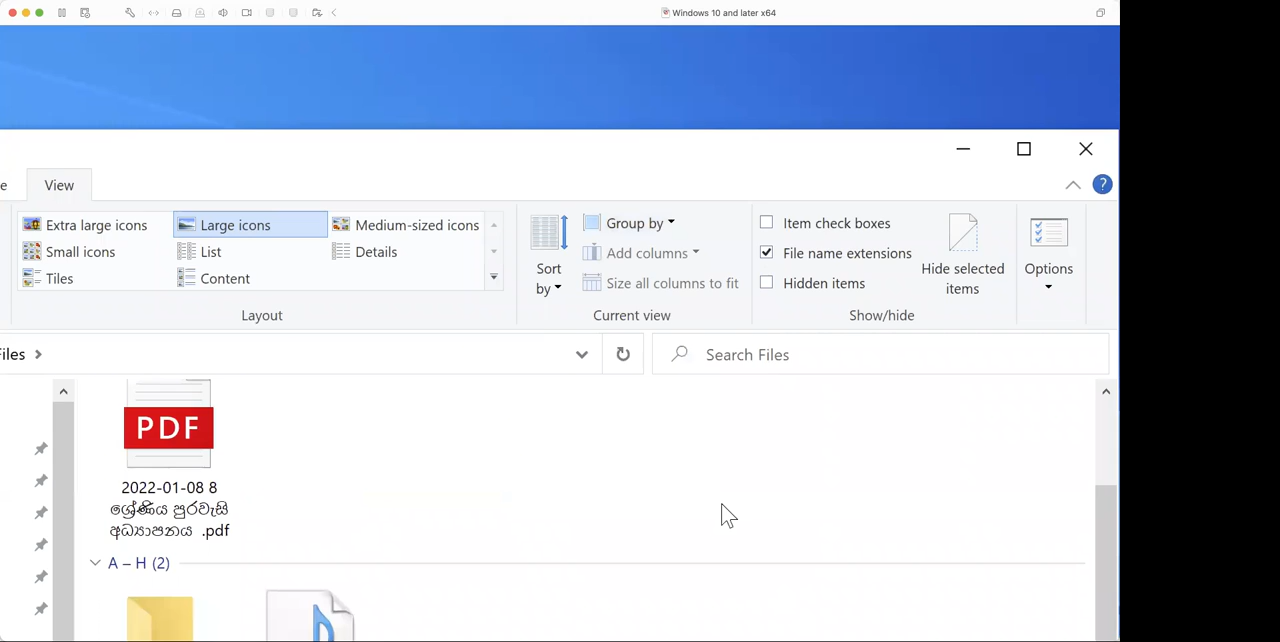 Windows 10 and later x64
View
Extra large icons
Large icons
Medium-sized icons
Small icons
List
Details
Tiles
Content
Layout
Sort by
Group by
Add columns
Size all columns to fit
Current view
Item check boxes
File name extensions
Hidden items
Hide selected items
Show/hide
Options
Files
Search Files
PDF
2022-01-08 8
ශ්‍රේණිය පුරවැසි
අධ්‍යාපනය .pdf
A – H (2)